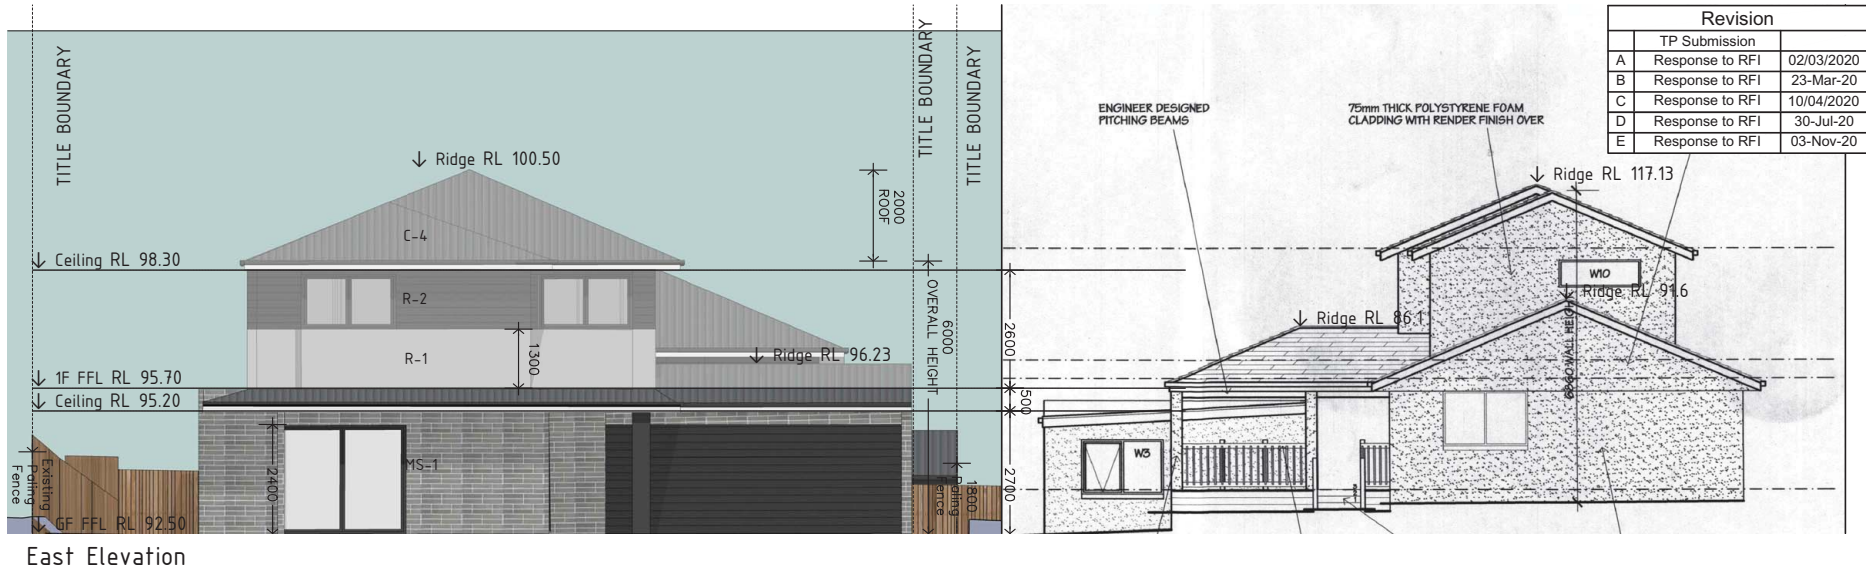 Revision
TP Submission
A Response to RFI 02/03/2020
B Response to RFI 23-Mar-20
C Response to RFI 10/04/2020
D Response to RFI 30-Jul-20
E Response to RFI 03-Nov-20
TITLE BOUNDARY
TITLE BOUNDARY
TITLE BOUNDARY
ENGINEER DESIGNED
PITCHING BEAMS
75mm THICK POLYSTYRENE FOAM
CLADDING WITH RENDER FINISH OVER
Ridge RL 100.50
Ridge RL 117.13
2000
ROOF
C-4
Ceiling RL 98.30
R-2
W10
Ridge RL 91.6
6000
OVERALL HEIGHT
2600
Ridge RL 86.1
R-1
1300
Ridge RL 96.23
6060 WALL HEIGHT
1F FFL RL 95.70
Ceiling RL 95.20
500
MS-1
2400
W3
Existing
Paling
Fence
1800
Paling
Fence
2700
GF FFL RL 92.50
East Elevation